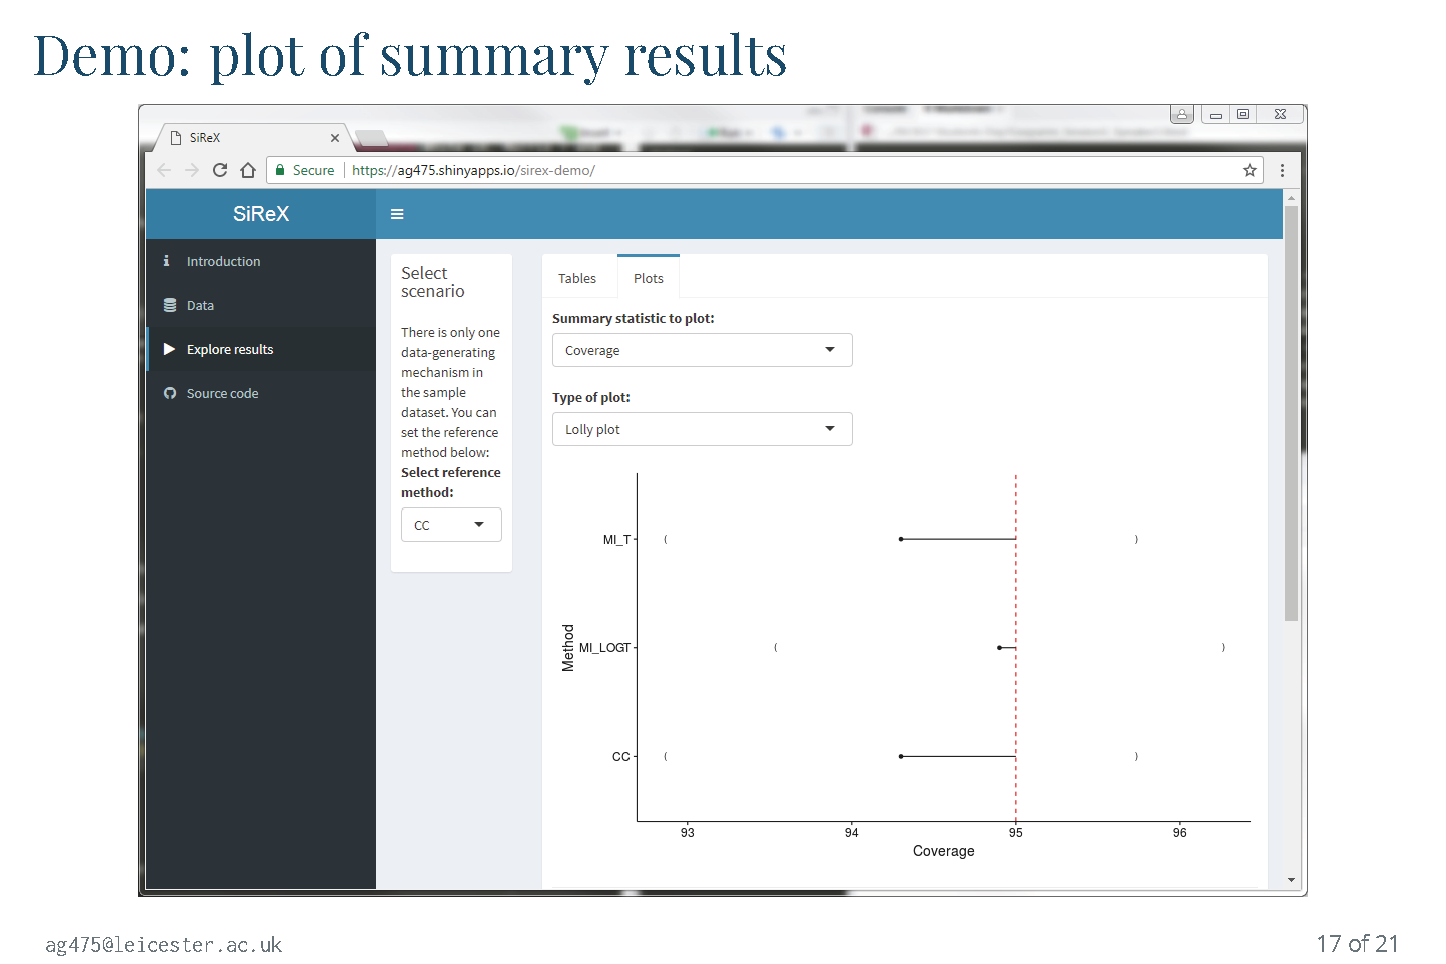 Demo: plot of summary results
SiReX
Secure
https://ag475.shinyapps.io/sirex-demo/
SiReX
Introduction
Data
Explore results
Source code
Select
scenario
There is only one
data-generating
mechanism in
the sample
dataset. You can
set the reference
method below:
Select reference
method:
CC
Tables
Plots
Summary statistic to plot:
Coverage
Type of plot:
Lolly plot
Method
MI_T
MI_LOGT
CC
( )
( )
( )
93 94 95 96
Coverage
ag475@leicester.ac.uk
17 of 21